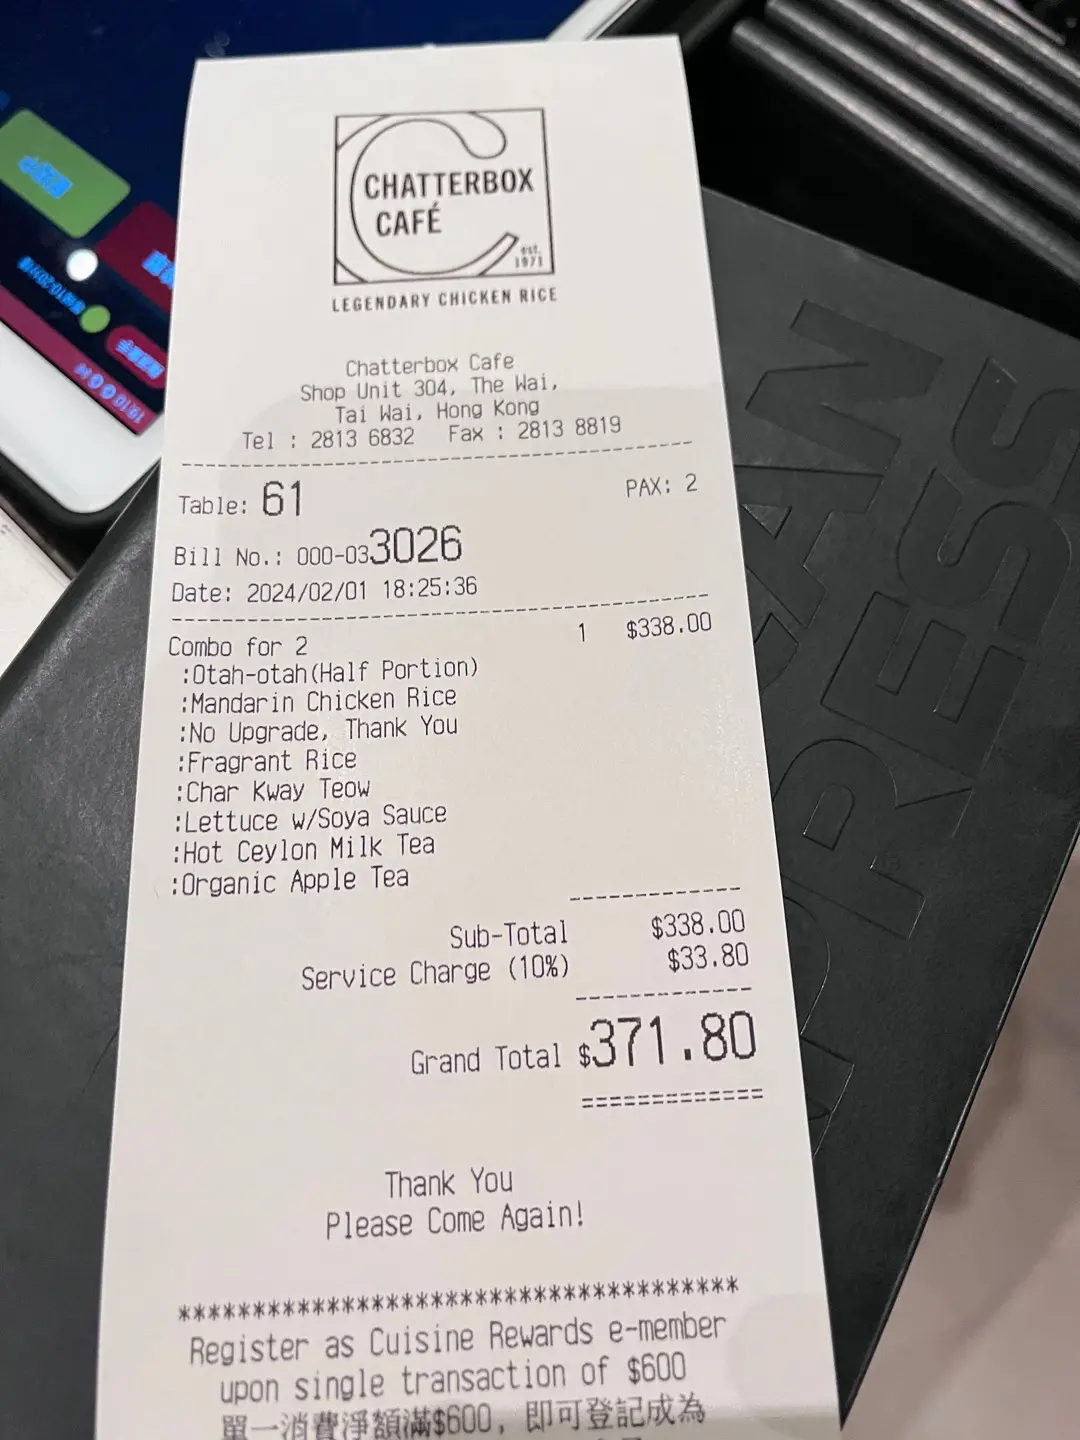 CHATTERBOX
CAFÉ
est.
1971
LEGENDARY CHICKEN RICE
Chatterbox Cafe
Shop Unit 304, The Wai,
Tai Wai, Hong Kong
Tel : 2813 6832 Fax : 2813 8819
Table: 61 PAX: 2
Bill No.: 000-033026
Date: 2024/02/01 18:25:36
Combo for 2 1 $338.00
:Otah-otah(Half Portion)
:Mandarin Chicken Rice
:No Upgrade, Thank You
:Fragrant Rice
:Char Kway Teow
:Lettuce w/Soya Sauce
:Hot Ceylon Milk Tea
:Organic Apple Tea
Sub-Total $338.00
Service Charge (10%) $33.80
Grand Total $371.80
=============
Thank You
Please Come Again!
**************************************
Register as Cuisine Rewards e-member
upon single transaction of $600
單一消費淨額滿$600, 即可登記成為
PRESS